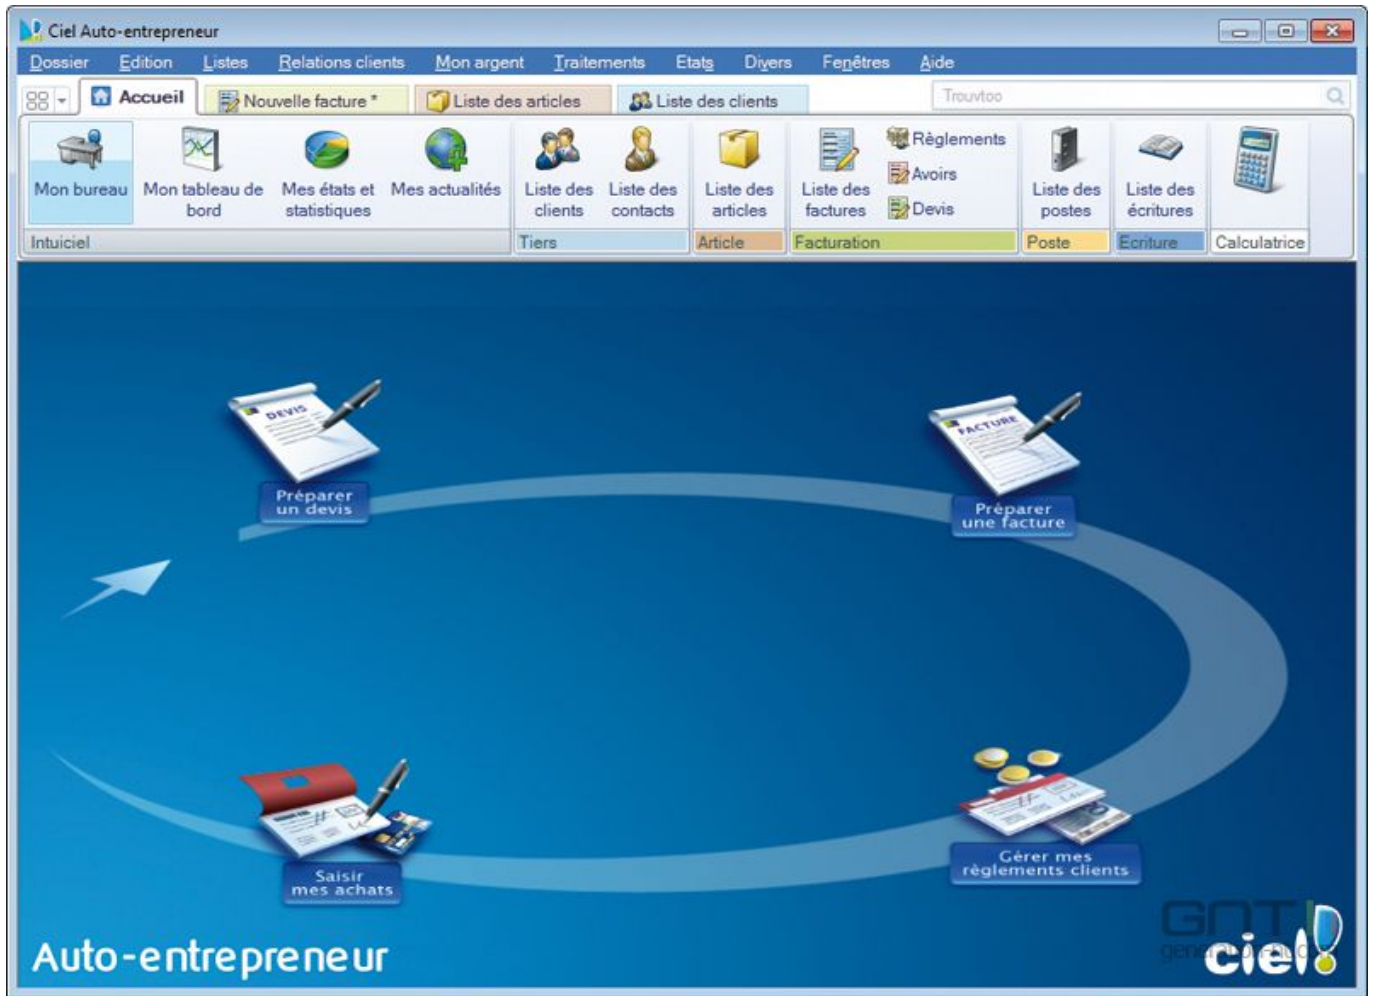 Ciel Auto-entrepreneur
Dossier Edition Listes Relations clients Mon argent Traitements Etats Divers Fenêtres Aide
Accueil Nouvelle facture * Liste des articles Liste des clients Trouvtoo
Mon bureau Mon tableau de bord Mes états et statistiques Mes actualités Liste des clients Liste des contacts Liste des articles Liste des factures Règlements Avoirs Devis Liste des postes Liste des écritures
Intuiciel Tiers Article Facturation Poste Ecriture Calculatrice
DEVIS
Préparer
un devis
FACTURE
Préparer
une facture
Saisir
mes achats
Gérer mes
règlements clients
Auto-entrepreneur
GNT
ciel!